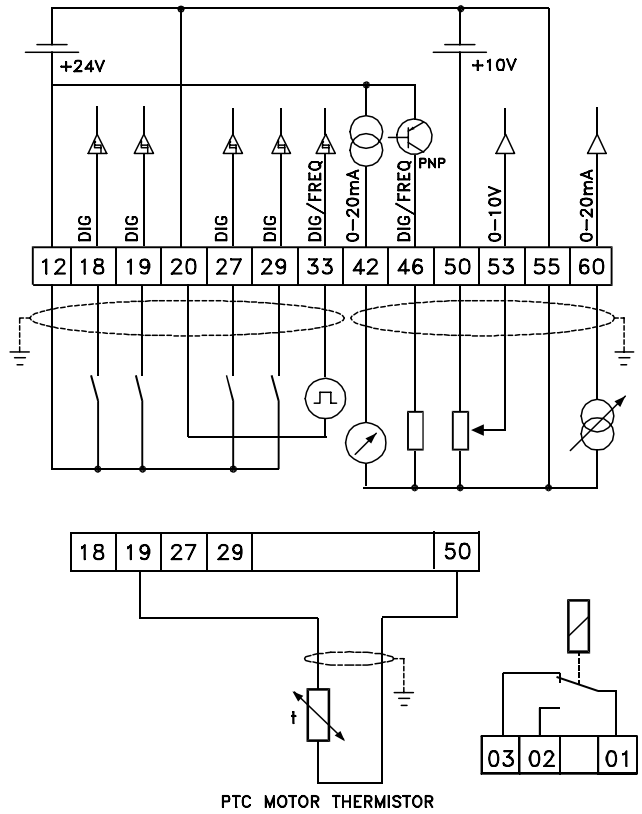 +24V
+10V
PNP
DIG
DIG
DIG
DIG
DIG/FREQ
0-20mA
DIG/FREQ
0-10V
0-20mA
12 18 19 20 27 29 33 42 46 50 53 55 60
18 19 27 29 50
t
03 02 01
PTC MOTOR THERMISTOR